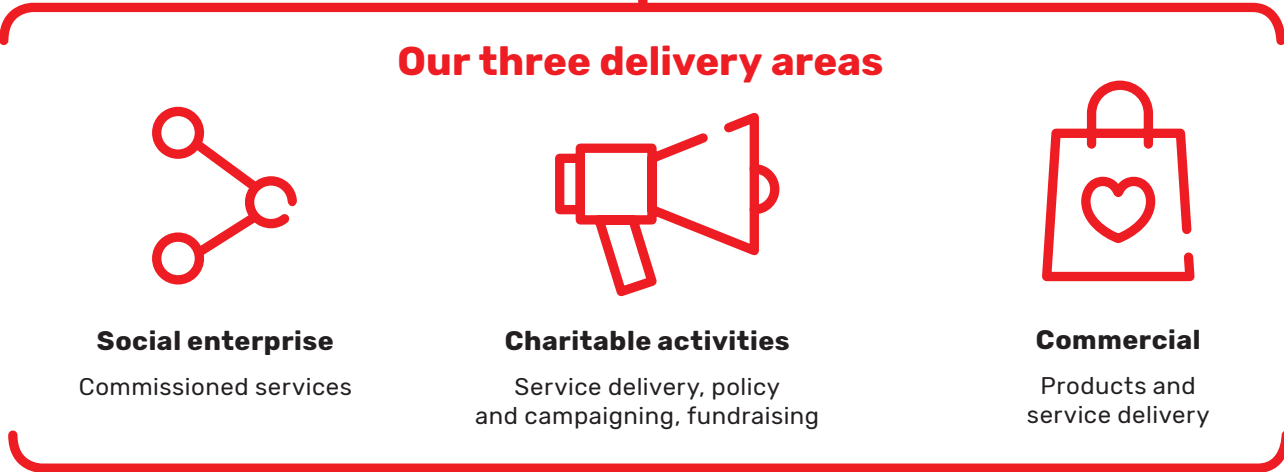 Our three delivery areas
Social enterprise
Commissioned services
Charitable activities
Service delivery, policy
and campaigning, fundraising
Commercial
Products and
service delivery